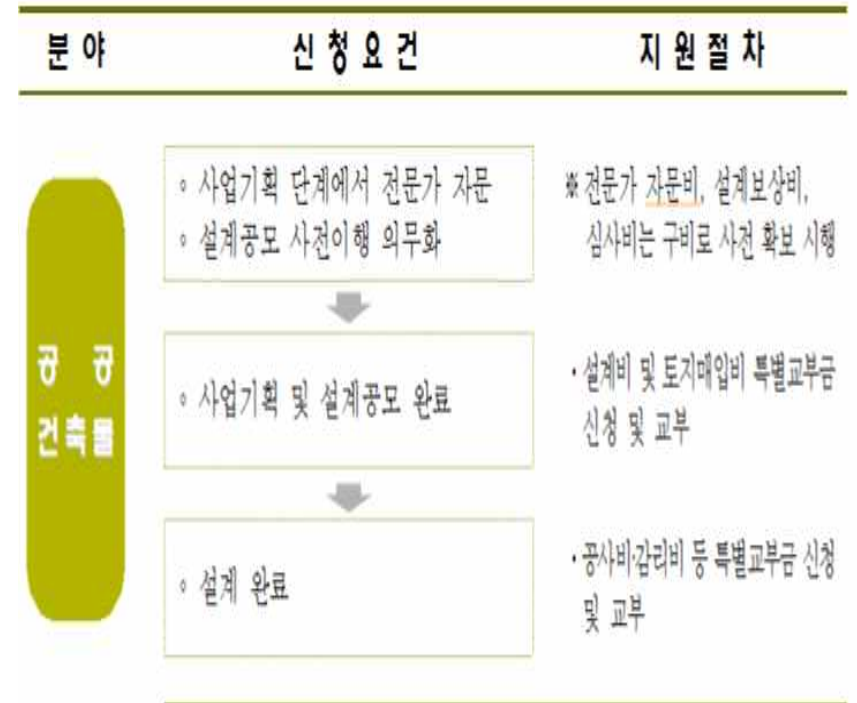 분 야 신 청 요 건 지 원 절 차
공 공
건 축 물
◦ 사업기획 단계에서 전문가 자문
◦ 설계공모 사전이행 의무화
※ 전문가 자문비, 설계보상비,
심사비는 구비로 사전 확보 시행
◦ 사업기획 및 설계공모 완료
・설계비 및 토지매입비 특별교부금
신청 및 교부
◦ 설계 완료
・공사비·감리비 등 특별교부금 신청
및 교부